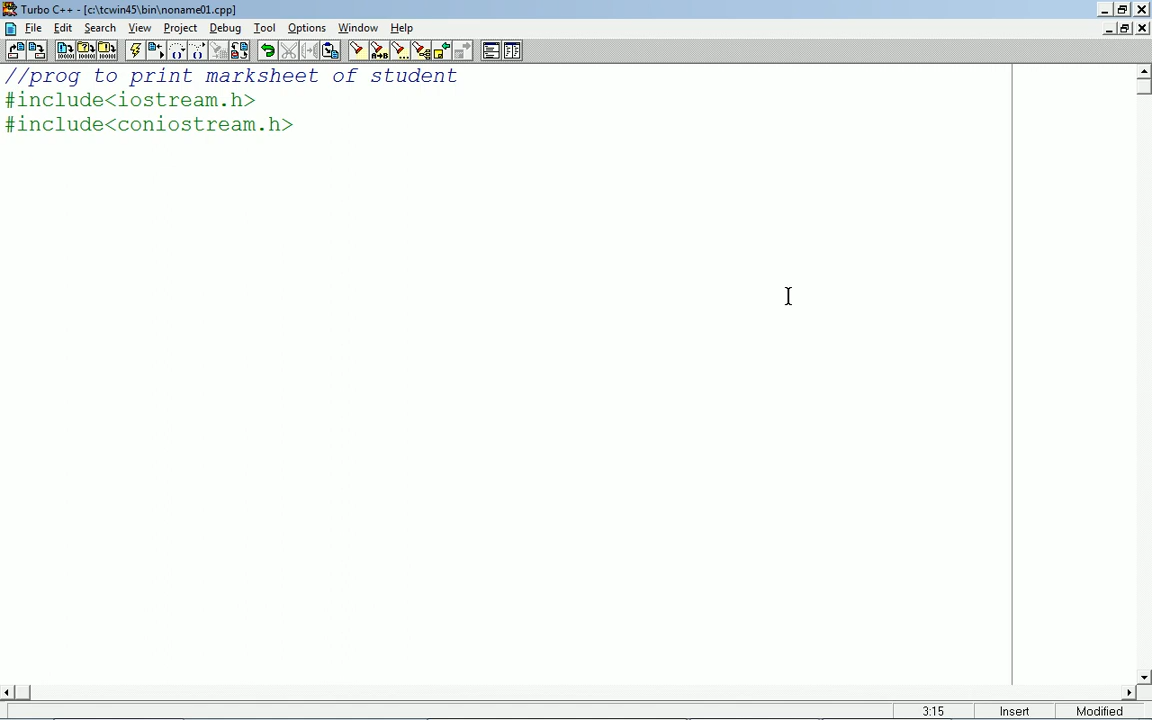 Turbo C++ - [c:\tcwin45\bin\noname01.cpp]
File Edit Search View Project Debug Tool Options Window Help
//prog to print marksheet of student
#include<iostream.h>
#include<coniostream.h>
3:15 Insert Modified